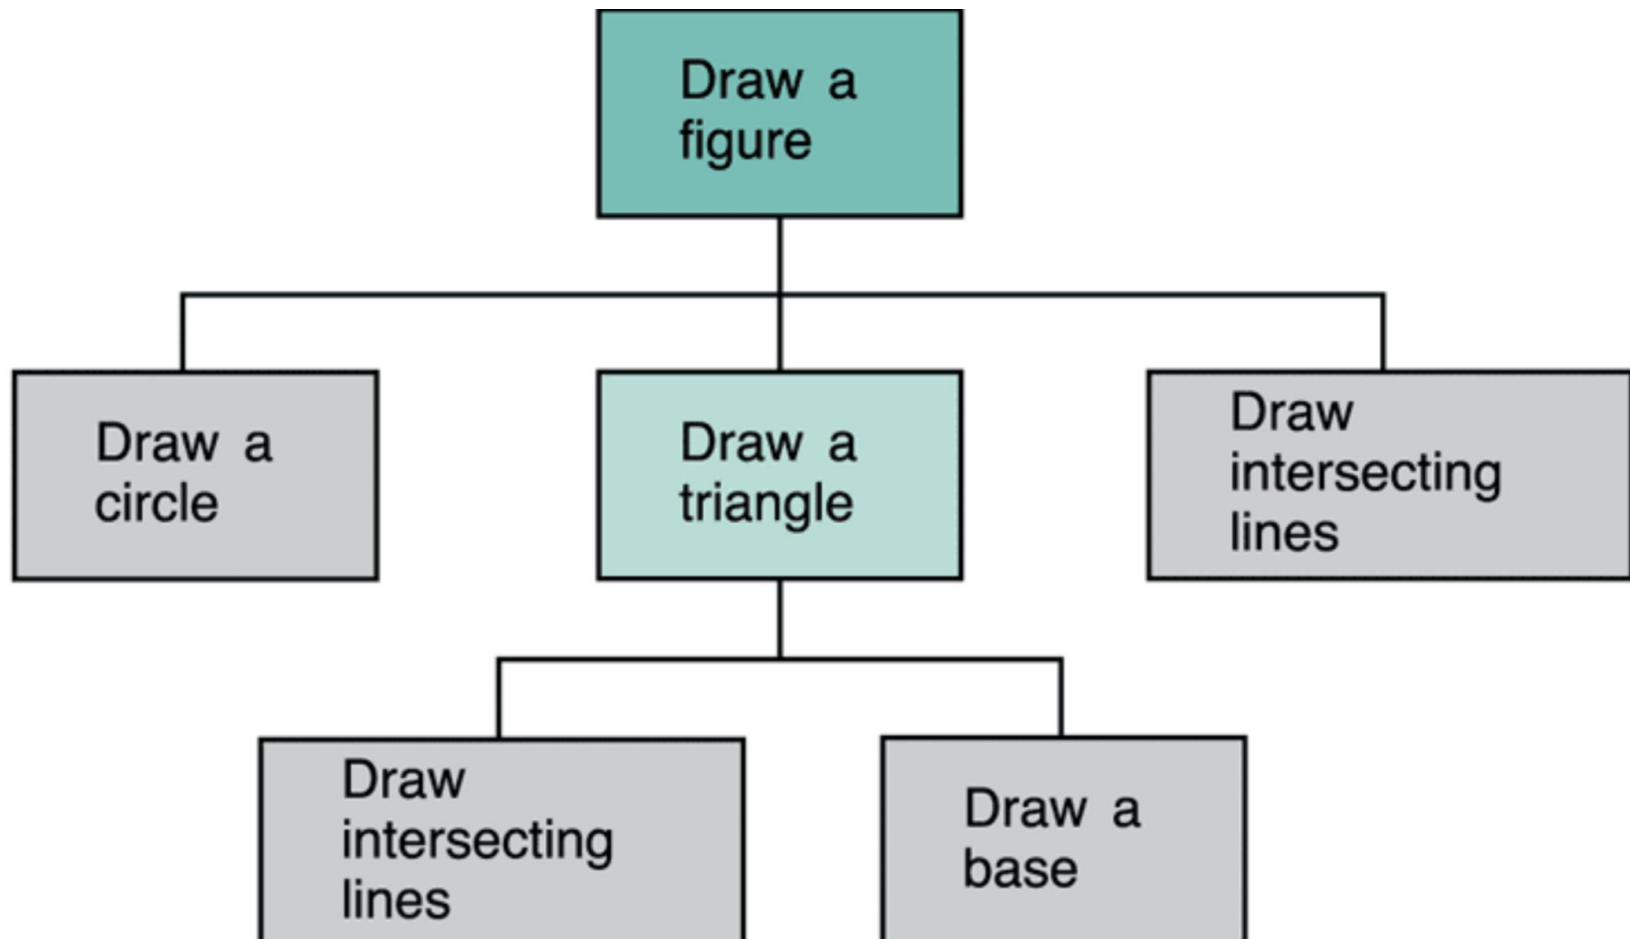 Draw a
figure
Draw a
circle
Draw a
triangle
Draw
intersecting
lines
Draw
intersecting
lines
Draw a
base